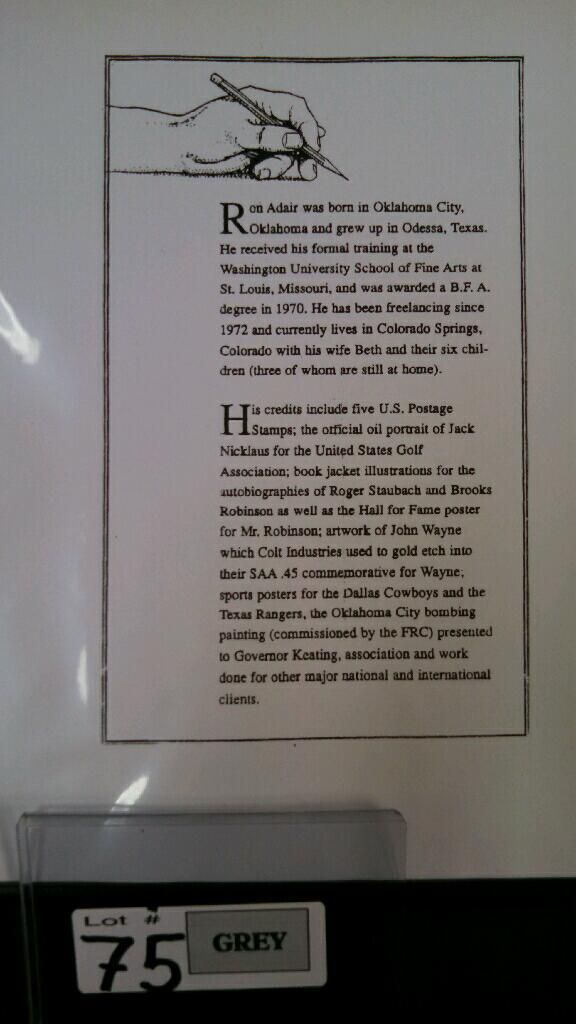 Ron Adair was born in Oklahoma City,
Oklahoma and grew up in Odessa, Texas.
He received his formal training at the
Washington University School of Fine Arts at
St. Louis, Missouri, and was awarded a B.F. A.
degree in 1970. He has been freelancing since
1972 and currently lives in Colorado Springs,
Colorado with his wife Beth and their six chil-
dren (three of whom are still at home).
His credits include five U.S. Postage
Stamps; the official oil portrait of Jack
Nicklaus for the United States Golf
Association; book jacket illustrations for the
autobiographies of Roger Staubach and Brooks
Robinson as well as the Hall for Fame poster
for Mr. Robinson; artwork of John Wayne
which Colt Industries used to gold etch into
their SAA .45 commemorative for Wayne,
sports posters for the Dallas Cowboys and the
Texas Rangers, the Oklahoma City bombing
painting (commissioned by the FRC) presented
to Governor Keating, association and work
done for other major national and international
clients.
Lot #
75
GREY